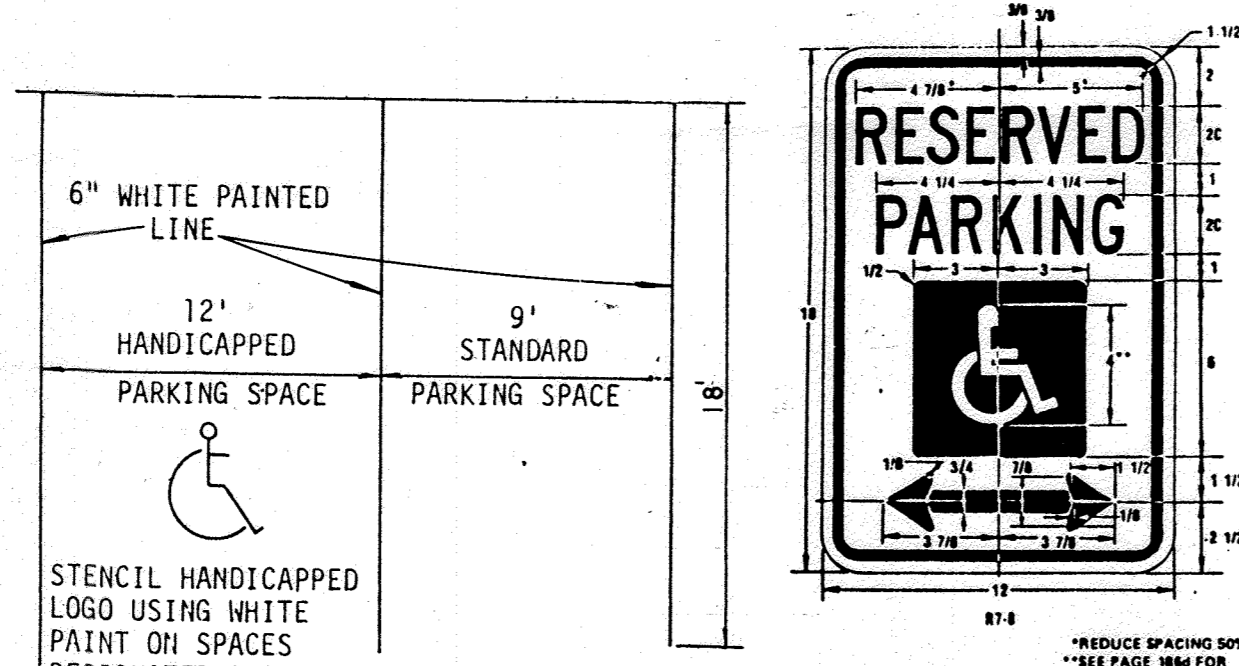 6" WHITE PAINTED
LINE
12'
HANDICAPPED
PARKING SPACE
9'
STANDARD
PARKING SPACE
18'
STENCIL HANDICAPPED
LOGO USING WHITE
PAINT ON SPACES
3/8 3/8
1 1/2
4 7/8* 5*
2
RESERVED
2C
4 1/4 4 1/4
1
PARKING
2C
1/2 3 3
1
18
4**
6
1/8 3/4 7/8 1 1/2
1 1/2
1/8
3 7/8 3 7/8
2 1/2
12
R7-8
*REDUCE SPACING 50%
**SEE PAGE FOR